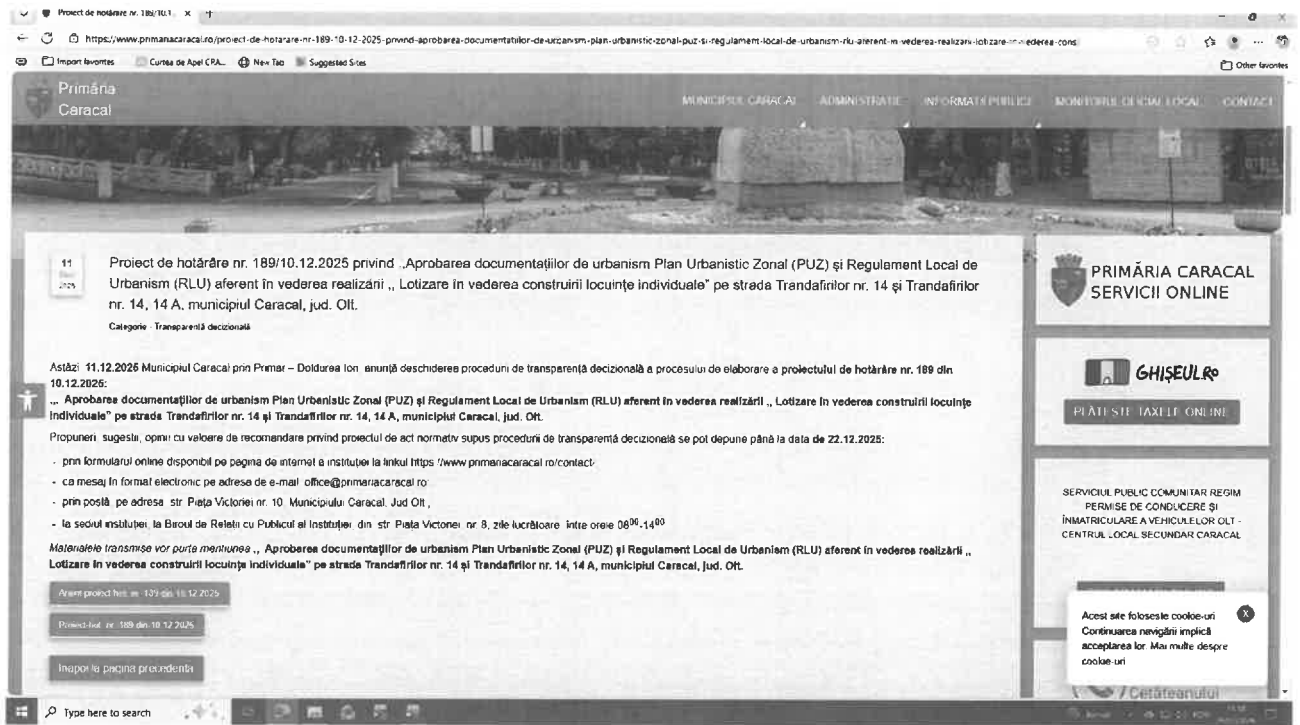 Proiect de hotărâre nr. 189/10.1
https://www.primariacaracal.ro/proiect-de-hotarare-nr-189-10-12-2025-privind-aprobarea-documentatiilor-de-urbanism-plan-urbanistic-zonal-puz-si-regulament-local-de-urbanism-rlu-aferent-in-vederea-realizarii-lotizare-in-vederea-cons
Import favorites
Curtea de Apel CRA...
New Tab
Suggested Sites
Other favorites
Primăria
Caracal
MUNICIPIUL CARACAL
ADMINISTRAȚIE
INFORMAȚII PUBLICE
MONITORUL OFICIAL LOCAL
CONTACT
11
2025
Proiect de hotărâre nr. 189/10.12.2025 privind „Aprobarea documentațiilor de urbanism Plan Urbanistic Zonal (PUZ) și Regulament Local de
Urbanism (RLU) aferent în vederea realizării ,, Lotizare în vederea construirii locuințe individuale” pe strada Trandafirilor nr. 14 și Trandafirilor
nr. 14, 14 A, municipiul Caracal, jud. Olt.
Categorie - Transparență decizională
Astăzi 11.12.2025 Municipiul Caracal prin Primar – Doldurea Ion anunță deschiderea procedurii de transparență decizională a procesului de elaborare a proiectului de hotărâre nr. 189 din
10.12.2025:
,, Aprobarea documentațiilor de urbanism Plan Urbanistic Zonal (PUZ) și Regulament Local de Urbanism (RLU) aferent în vederea realizării ,, Lotizare în vederea construirii locuințe
individuale” pe strada Trandafirilor nr. 14 și Trandafirilor nr. 14, 14 A, municipiul Caracal, jud. Olt.
Propuneri, sugestii, opinii cu valoare de recomandare privind proiectul de act normativ supus procedurii de transparență decizională se pot depune până la data de 22.12.2025:
- prin formularul online disponibil pe pagina de internet a instituției la linkul https://www.primariacaracal.ro/contact/
- ca mesaj în format electronic pe adresa de e-mail office@primariacaracal.ro
- prin poștă, pe adresa str. Piața Victoriei nr. 10, Municipiului Caracal, Jud Olt ,
- la sediul instituției, la Biroul de Relații cu Publicul al Instituției, din str. Piața Victoriei nr. 8, zile lucrătoare, între orele 08⁰⁰-14⁰⁰
Materialele transmise vor purta mențiunea ,, Aprobarea documentațiilor de urbanism Plan Urbanistic Zonal (PUZ) și Regulament Local de Urbanism (RLU) aferent în vederea realizării ,,
Lotizare în vederea construirii locuințe individuale” pe strada Trandafirilor nr. 14 și Trandafirilor nr. 14, 14 A, municipiul Caracal, jud. Olt.
Anunt proiect hot. nr. 189 din 10.12.2025
Proiect-hot. nr. 189 din 10.12.2025
Inapoi la pagina precedenta
PRIMĂRIA CARACAL
SERVICII ONLINE
GHIȘEUL.RO
PLĂTEȘTE TAXELE ONLINE
SERVICIUL PUBLIC COMUNITAR REGIM
PERMISE DE CONDUCERE ȘI
ÎNMATRICULARE A VEHICULELOR OLT -
CENTRUL LOCAL SECUNDAR CARACAL
Acest site foloseste cookie-uri
Continuarea navigării implică
acceptarea lor. Mai multe despre
cookie-uri
X
Cetățeanului
Type here to search